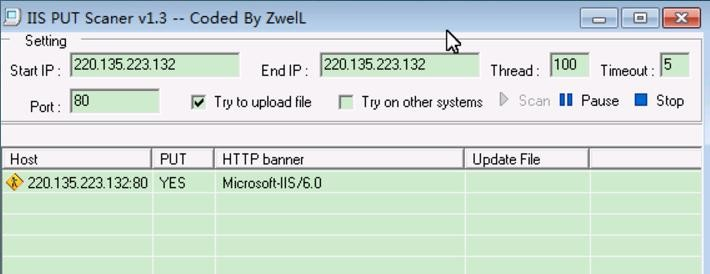 IIS PUT Scaner v1.3 -- Coded By ZwelL
Setting
Start IP : 220.135.223.132 End IP : 220.135.223.132 Thread : 100 Timeout : 5
Port : 80 Try to upload file Try on other systems Scan Pause Stop
Host PUT HTTP banner Update File
220.135.223.132:80 YES Microsoft-IIS/6.0